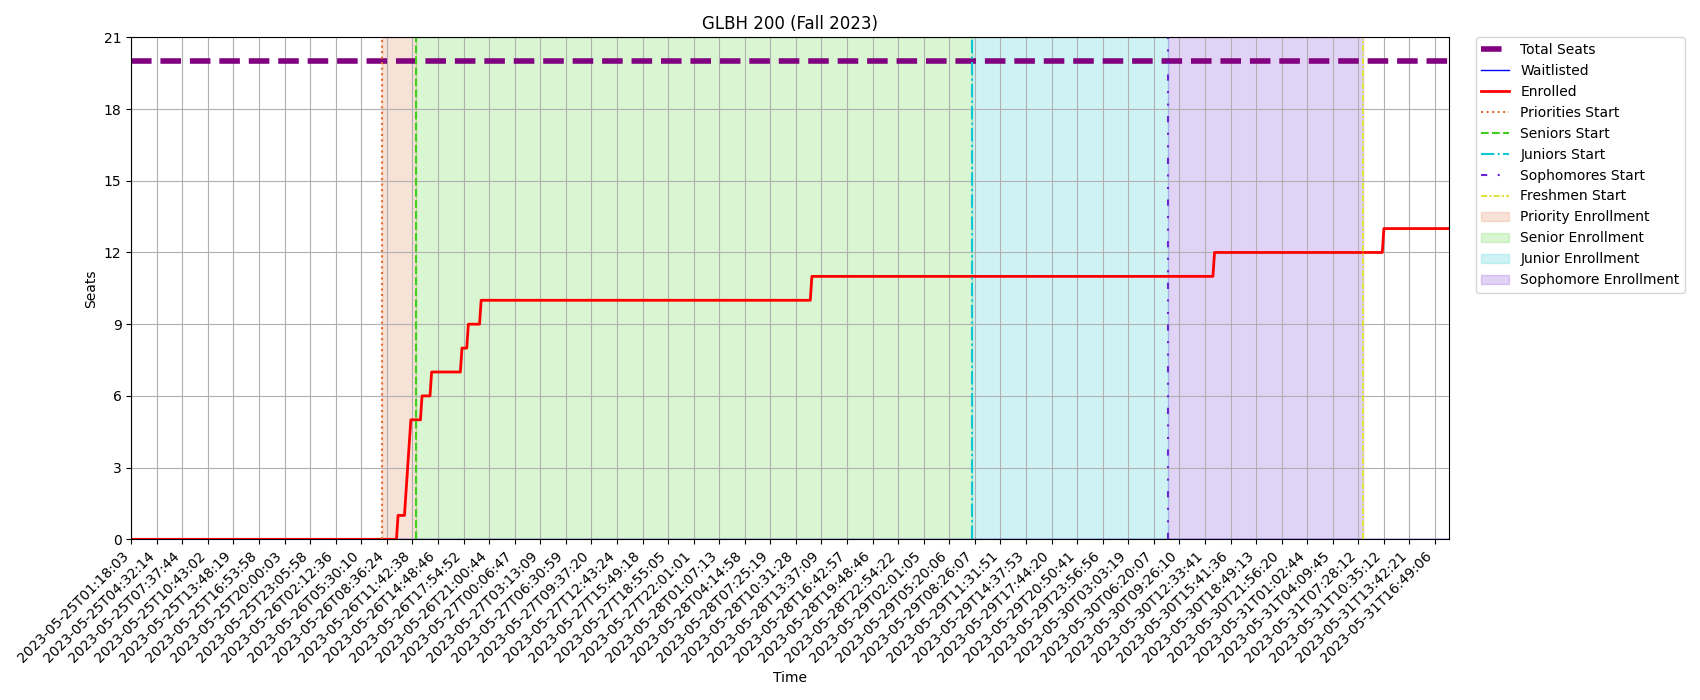 GLBH 200 (Fall 2023)
21
18
15
12
9
6
3
0
Seats
2023-05-25T01:18:03
2023-05-25T04:32:14
2023-05-25T07:37:44
2023-05-25T10:43:02
2023-05-25T13:48:19
2023-05-25T16:53:58
2023-05-25T20:00:03
2023-05-25T23:05:58
2023-05-26T02:12:36
2023-05-26T05:30:10
2023-05-26T08:36:24
2023-05-26T11:42:38
2023-05-26T14:48:46
2023-05-26T17:54:52
2023-05-26T21:00:44
2023-05-27T00:06:47
2023-05-27T03:13:09
2023-05-27T06:30:59
2023-05-27T09:37:20
2023-05-27T12:43:24
2023-05-27T15:49:18
2023-05-27T18:55:05
2023-05-27T22:01:01
2023-05-28T01:07:13
2023-05-28T04:14:58
2023-05-28T07:25:19
2023-05-28T10:31:28
2023-05-28T13:37:09
2023-05-28T16:42:57
2023-05-28T19:48:46
2023-05-28T22:54:22
2023-05-29T02:01:05
2023-05-29T05:20:06
2023-05-29T08:26:07
2023-05-29T11:31:51
2023-05-29T14:37:53
2023-05-29T17:44:20
2023-05-29T20:50:41
2023-05-29T23:56:56
2023-05-30T03:03:19
2023-05-30T06:20:07
2023-05-30T09:26:10
2023-05-30T12:33:41
2023-05-30T15:41:36
2023-05-30T18:49:13
2023-05-30T21:56:20
2023-05-31T01:02:44
2023-05-31T04:09:45
2023-05-31T07:28:12
2023-05-31T10:35:12
2023-05-31T13:42:21
2023-05-31T16:49:06
Time
Total Seats
Waitlisted
Enrolled
Priorities Start
Seniors Start
Juniors Start
Sophomores Start
Freshmen Start
Priority Enrollment
Senior Enrollment
Junior Enrollment
Sophomore Enrollment